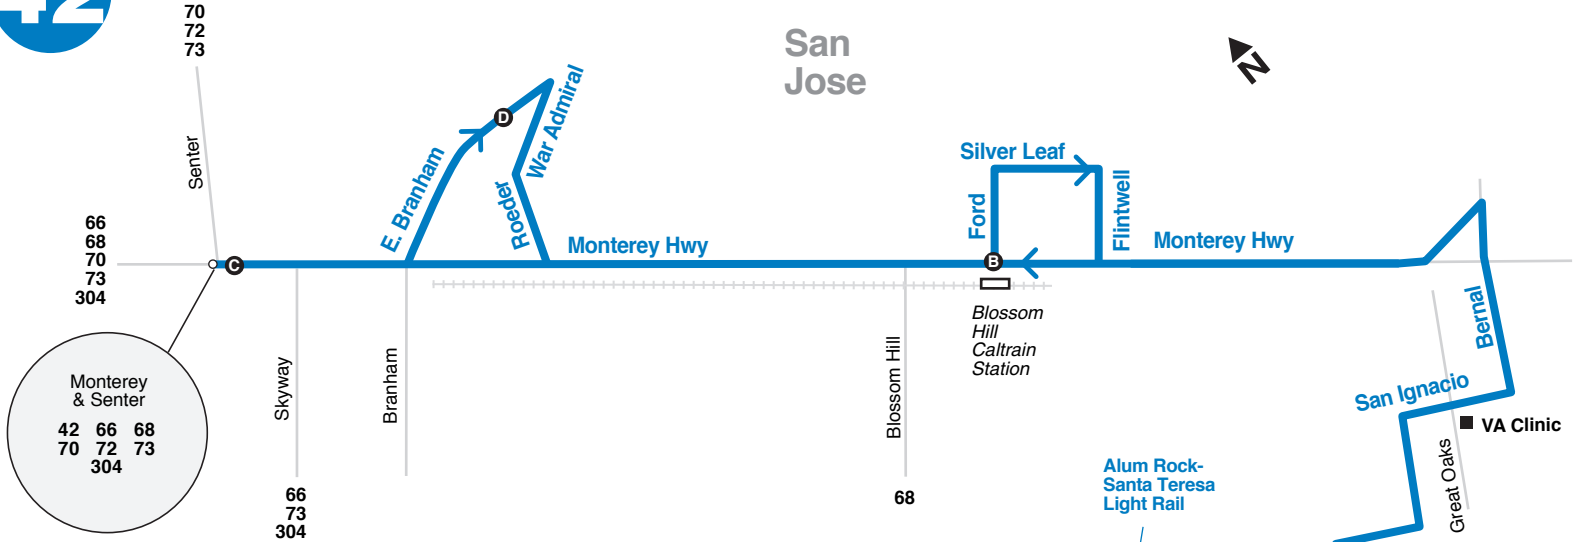 42
70
72
73
San
Jose
N
Senter
E. Branham
D
War Admiral
Roeder
Silver Leaf
Ford
Flintwell
66
68
70
73
304
C
Monterey Hwy
B
Monterey Hwy
Bernal
Blossom
Hill
Caltrain
Station
Monterey
& Senter
42 66 68
70 72 73
304
Skyway
Branham
Blossom Hill
San Ignacio
VA Clinic
Great Oaks
66
73
304
68
Alum Rock-
Santa Teresa
Light Rail